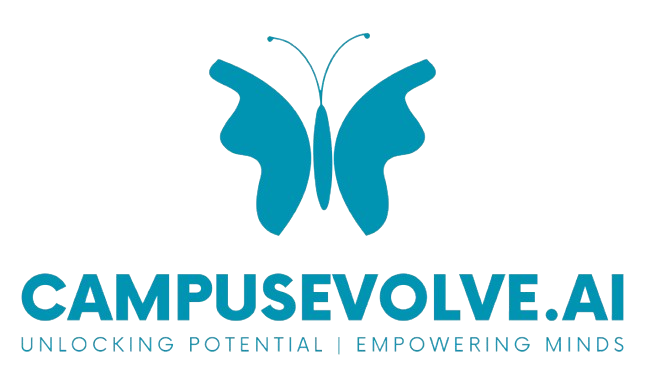 CAMPUSEVOLVE.AI
UNLOCKING POTENTIAL | EMPOWERING MINDS